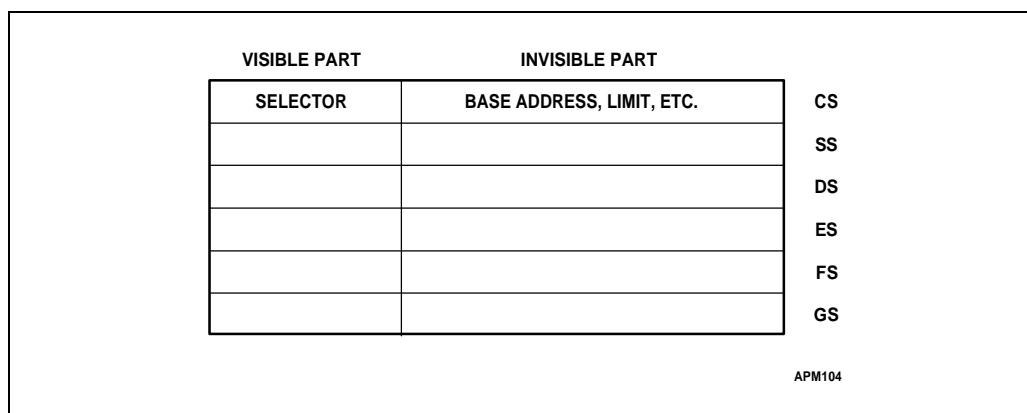 VISIBLE PART INVISIBLE PART
SELECTOR BASE ADDRESS, LIMIT, ETC. CS
SS
DS
ES
FS
GS
APM104